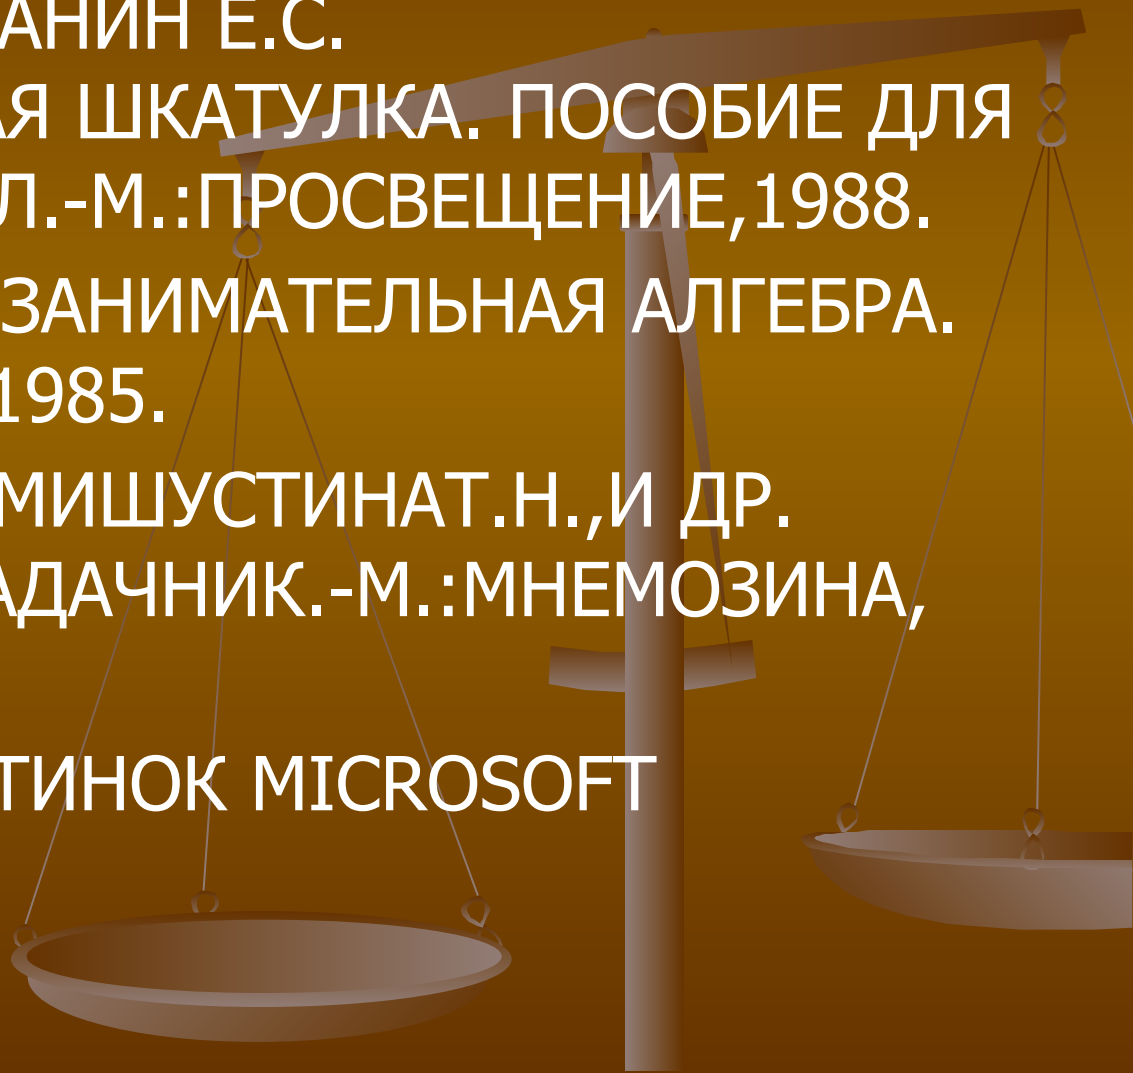 АНИН Е.С.
АЯ ШКАТУЛКА. ПОСОБИЕ ДЛЯ
Л.-М.:ПРОСВЕЩЕНИЕ,1988.
ЗАНИМАТЕЛЬНАЯ АЛГЕБРА.
1985.
МИШУСТИНАТ.Н.,И ДР.
АДАЧНИК.-М.:МНЕМОЗИНА,
ТИНОК MICROSOFT